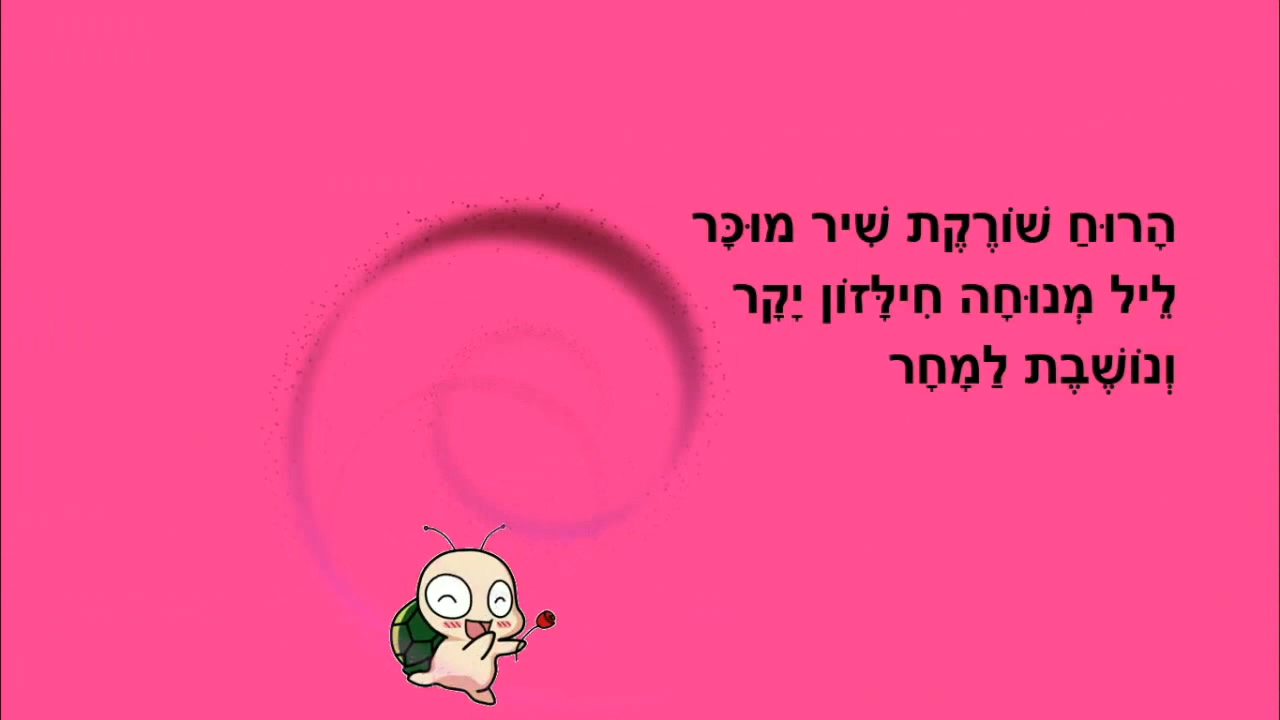 הָרוּחַ שׁוֹרֶקֶת שִׁיר מוּכָּר
לֵיל מְנוּחָה חִילָּזוֹן יָקָר
וְנוֹשֶׁבֶת לַמָּחָר